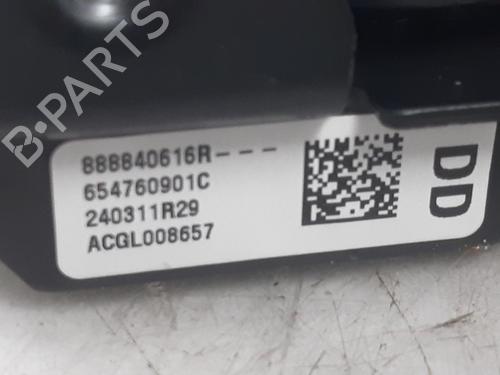 B-PARTS
888840616R---
654760901C
240311R29
ACGL008657
DD